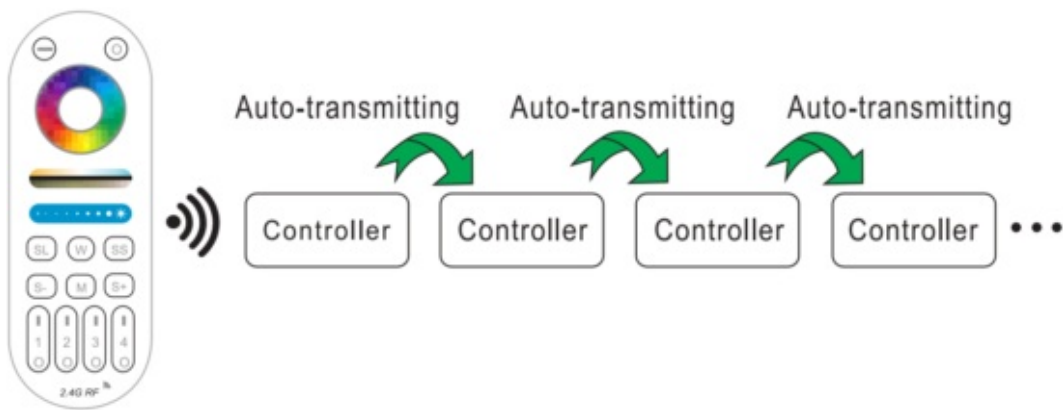 Auto-transmitting Auto-transmitting Auto-transmitting
Controller Controller Controller Controller
SL W SS
S- M S+
1 2 3 4
2.4G RF